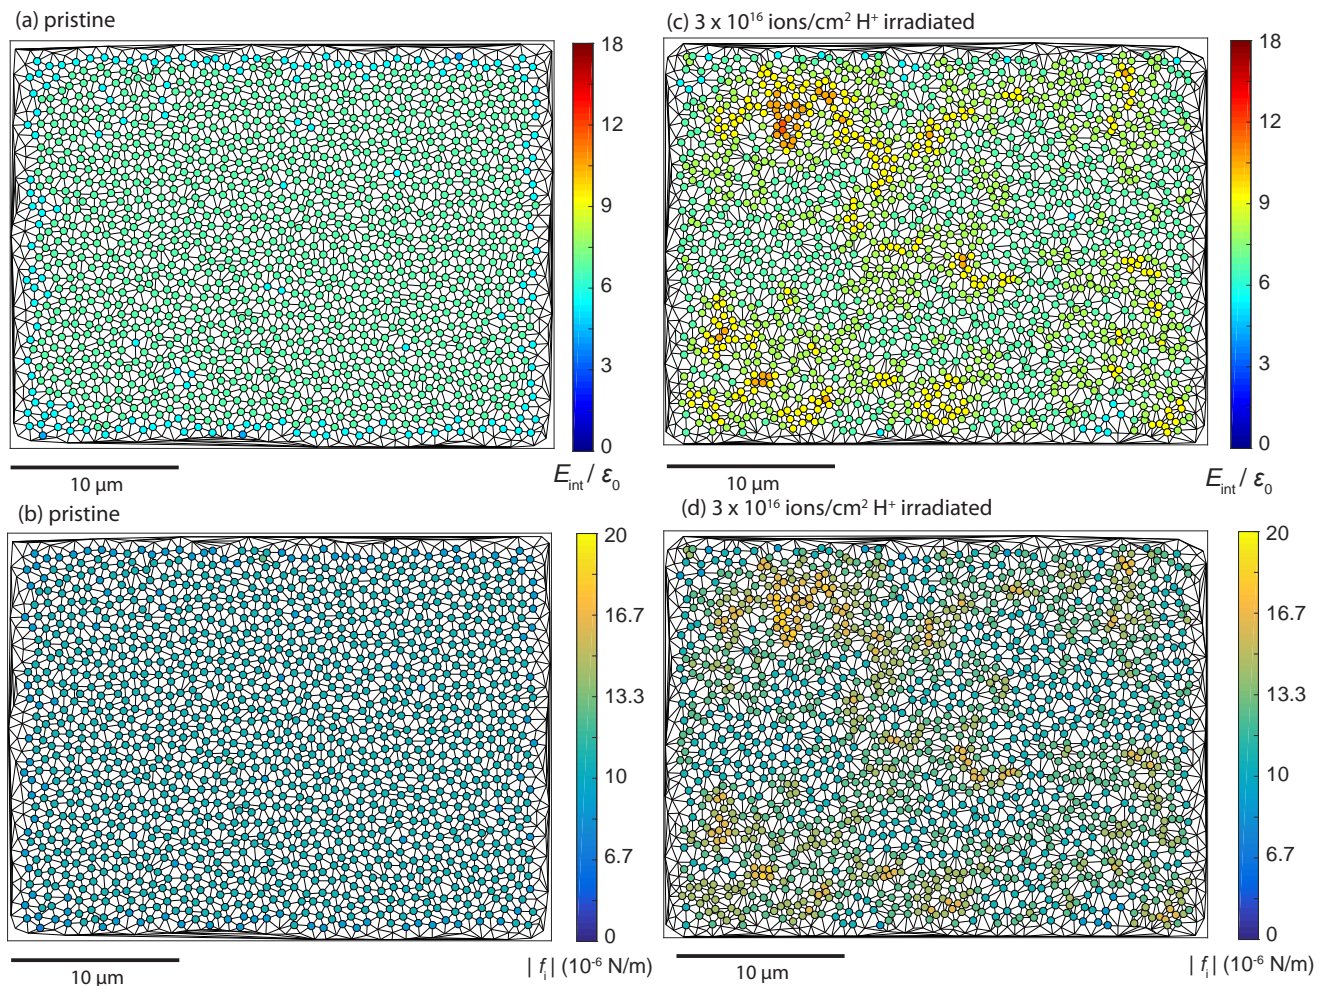 (a) pristine
18
12
9
6
3
0
10 μm
E_int / ε_0
(c) 3 x 10¹⁶ ions/cm² H⁺ irradiated
18
12
9
6
3
0
10 μm
E_int / ε_0
(b) pristine
20
16.7
13.3
10
6.7
0
10 μm
| f_i | (10⁻⁶ N/m)
(d) 3 x 10¹⁶ ions/cm² H⁺ irradiated
20
16.7
13.3
10
6.7
0
10 μm
| f_i | (10⁻⁶ N/m)